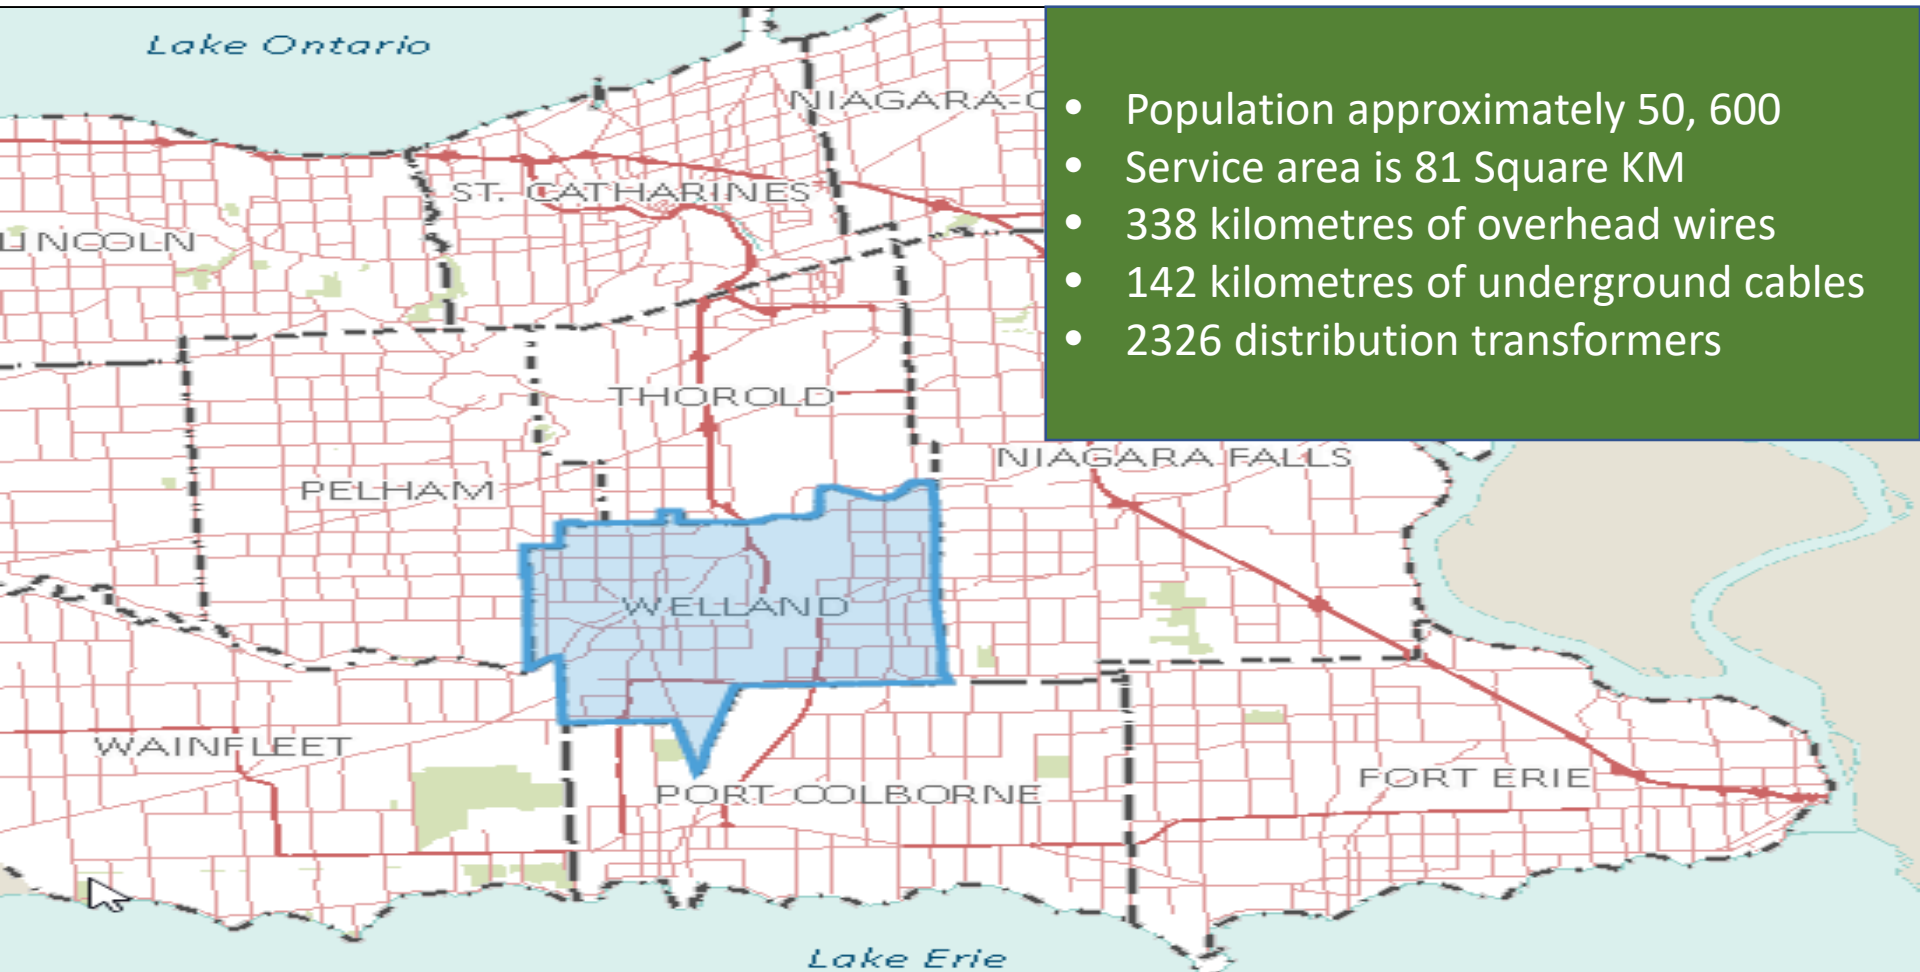 Lake Ontario
NIAGARA-O
• Population approximately 50, 600
• Service area is 81 Square KM
• 338 kilometres of overhead wires
• 142 kilometres of underground cables
• 2326 distribution transformers
ST. CATHARINES
LINCOLN
THOROLD
NIAGARA FALLS
PELHAM
WELLAND
WAINFLEET
FORT ERIE
PORT COLBORNE
Lake Erie